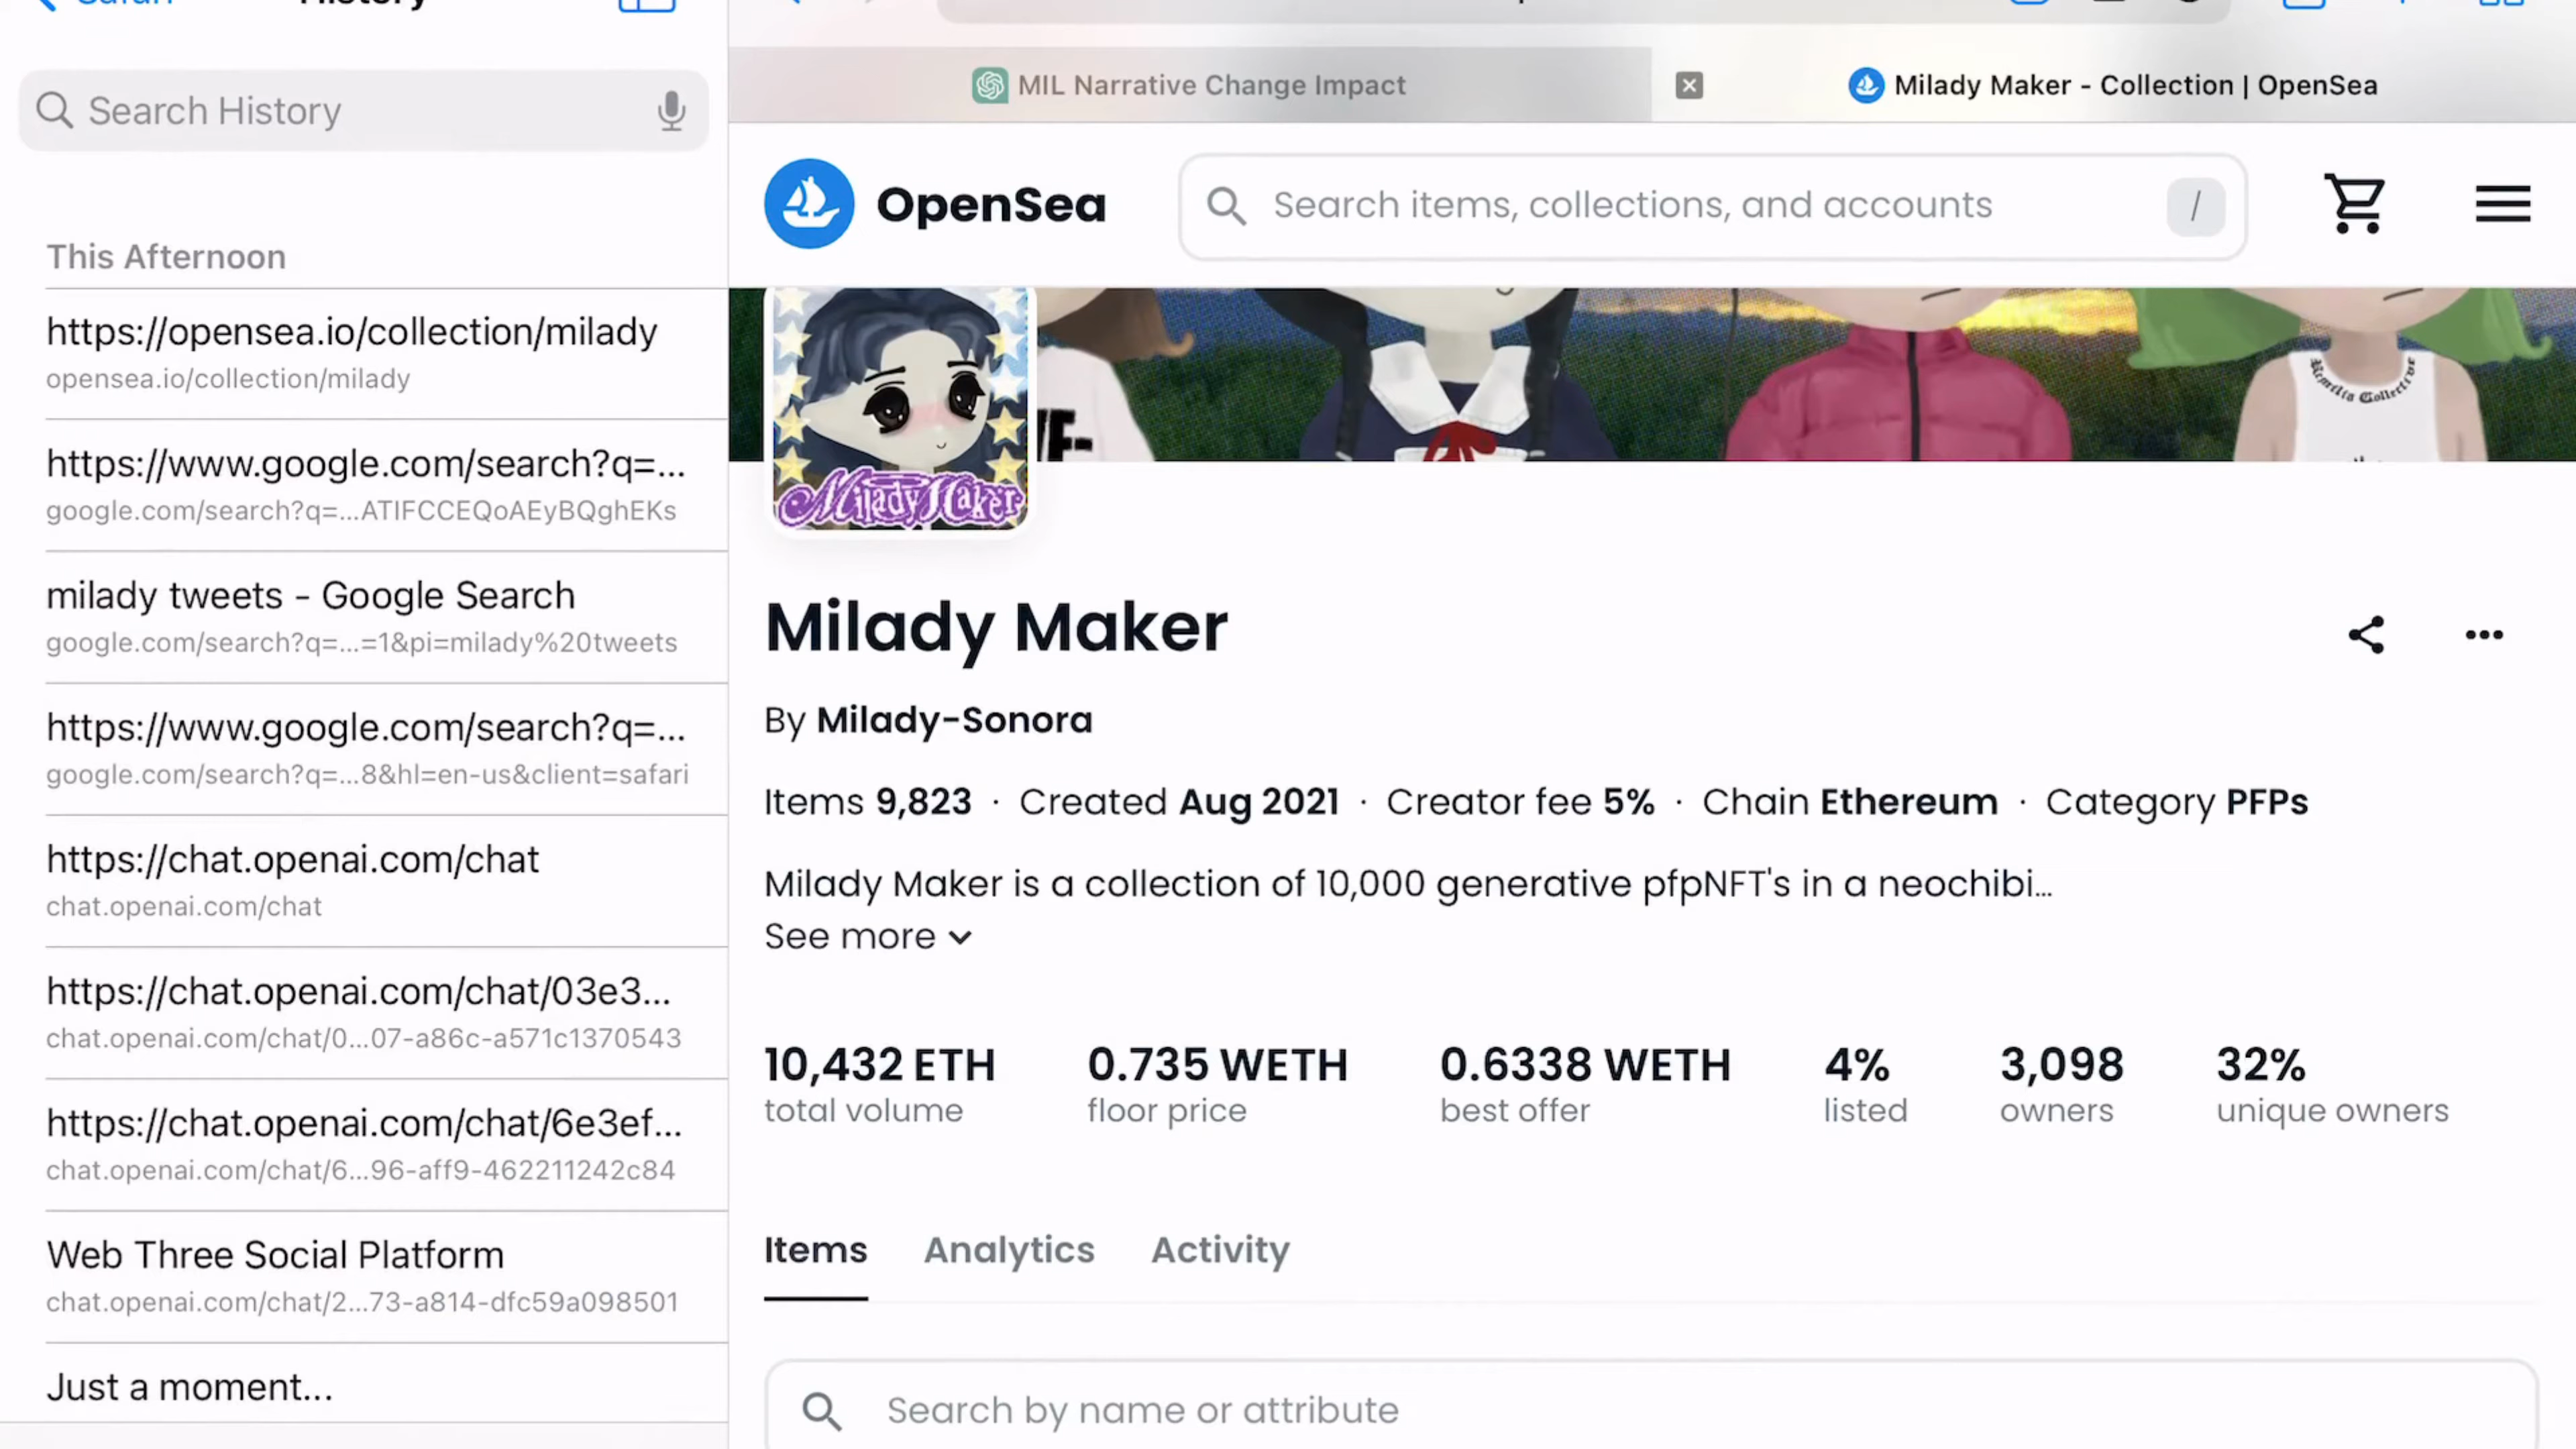 Safari
History
Search History
This Afternoon
https://opensea.io/collection/milady
opensea.io/collection/milady
https://www.google.com/search?q=...
google.com/search?q=...ATIFCCEQoAEyBQghEKs
milady tweets - Google Search
google.com/search?q=...=1&pi=milady%20tweets
https://www.google.com/search?q=...
google.com/search?q=...8&hl=en-us&client=safari
https://chat.openai.com/chat
chat.openai.com/chat
https://chat.openai.com/chat/03e3...
chat.openai.com/chat/0...07-a86c-a571c1370543
https://chat.openai.com/chat/6e3ef...
chat.openai.com/chat/6...96-aff9-462211242c84
Web Three Social Platform
chat.openai.com/chat/2...73-a814-dfc59a098501
Just a moment...
MIL Narrative Change Impact
Milady Maker - Collection | OpenSea
OpenSea
Search items, collections, and accounts
/
Remilia Collective
Milady Maker
Milady Maker
By Milady-Sonora
Items 9,823 · Created Aug 2021 · Creator fee 5% · Chain Ethereum · Category PFPs
Milady Maker is a collection of 10,000 generative pfpNFT's in a neochibi...
See more
10,432 ETH 0.735 WETH 0.6338 WETH 4% 3,098 32%
total volume floor price best offer listed owners unique owners
Items Analytics Activity
Search by name or attribute